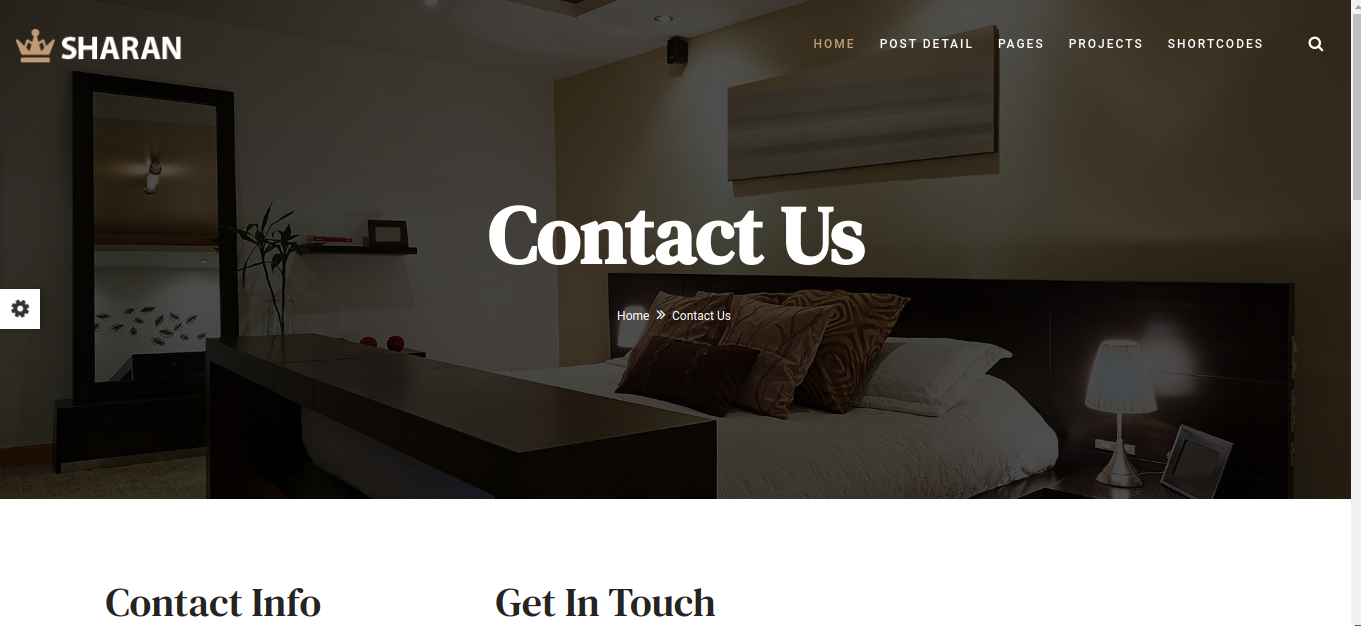 SHARAN
HOME POST DETAIL PAGES PROJECTS SHORTCODES
Contact Us
Home » Contact Us
Contact Info
Get In Touch